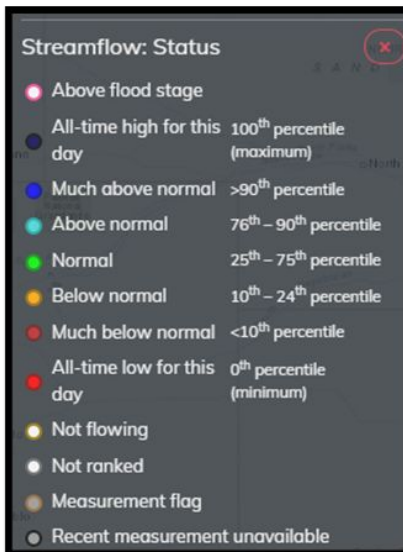 Streamflow: Status
×
S A N D
Above flood stage
All-time high for this day 100th percentile (maximum)
North
Much above normal >90th percentile
Above normal 76th – 90th percentile
Normal 25th – 75th percentile
Below normal 10th – 24th percentile
Much below normal <10th percentile
All-time low for this day 0th percentile (minimum)
Not flowing
Not ranked
Measurement flag
Recent measurement unavailable